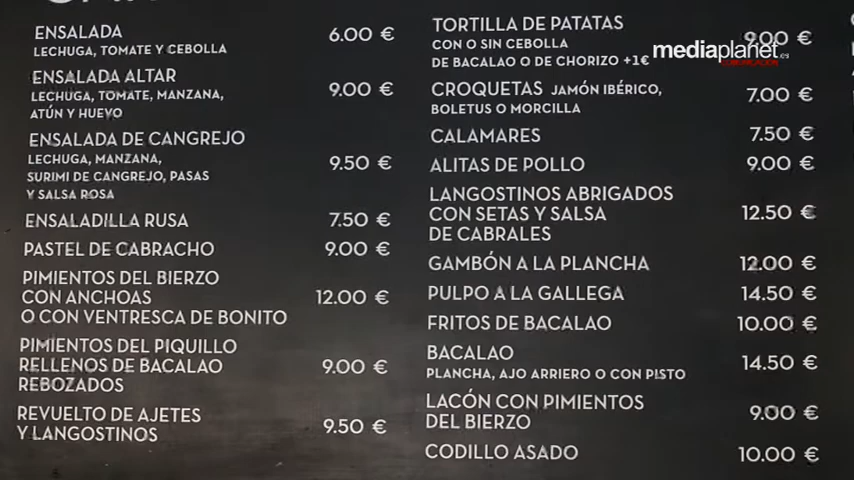 ENSALADA 6.00 €
LECHUGA, TOMATE Y CEBOLLA
ENSALADA ALTAR
LECHUGA, TOMATE, MANZANA, 9.00 €
ATÚN Y HUEVO
ENSALADA DE CANGREJO
LECHUGA, MANZANA, 9.50 €
SURIMI DE CANGREJO, PASAS
Y SALSA ROSA
ENSALADILLA RUSA 7.50 €
PASTEL DE CABRACHO 9.00 €
PIMIENTOS DEL BIERZO
CON ANCHOAS 12.00 €
O CON VENTRESCA DE BONITO
PIMIENTOS DEL PIQUILLO
RELLENOS DE BACALAO 9.00 €
REBOZADOS
REVUELTO DE AJETES
Y LANGOSTINOS 9.50 €
TORTILLA DE PATATAS
CON O SIN CEBOLLA 9.00 €
DE BACALAO O DE CHORIZO +1€
mediaplanet.es
COMUNICACIÓN
CROQUETAS JAMÓN IBÉRICO, 7.00 €
BOLETUS O MORCILLA
CALAMARES 7.50 €
ALITAS DE POLLO 9.00 €
LANGOSTINOS ABRIGADOS
CON SETAS Y SALSA 12.50 €
DE CABRALES
GAMBÓN A LA PLANCHA 12.00 €
PULPO A LA GALLEGA 14.50 €
FRITOS DE BACALAO 10.00 €
BACALAO 14.50 €
PLANCHA, AJO ARRIERO O CON PISTO
LACÓN CON PIMIENTOS
DEL BIERZO 9.00 €
CODILLO ASADO 10.00 €